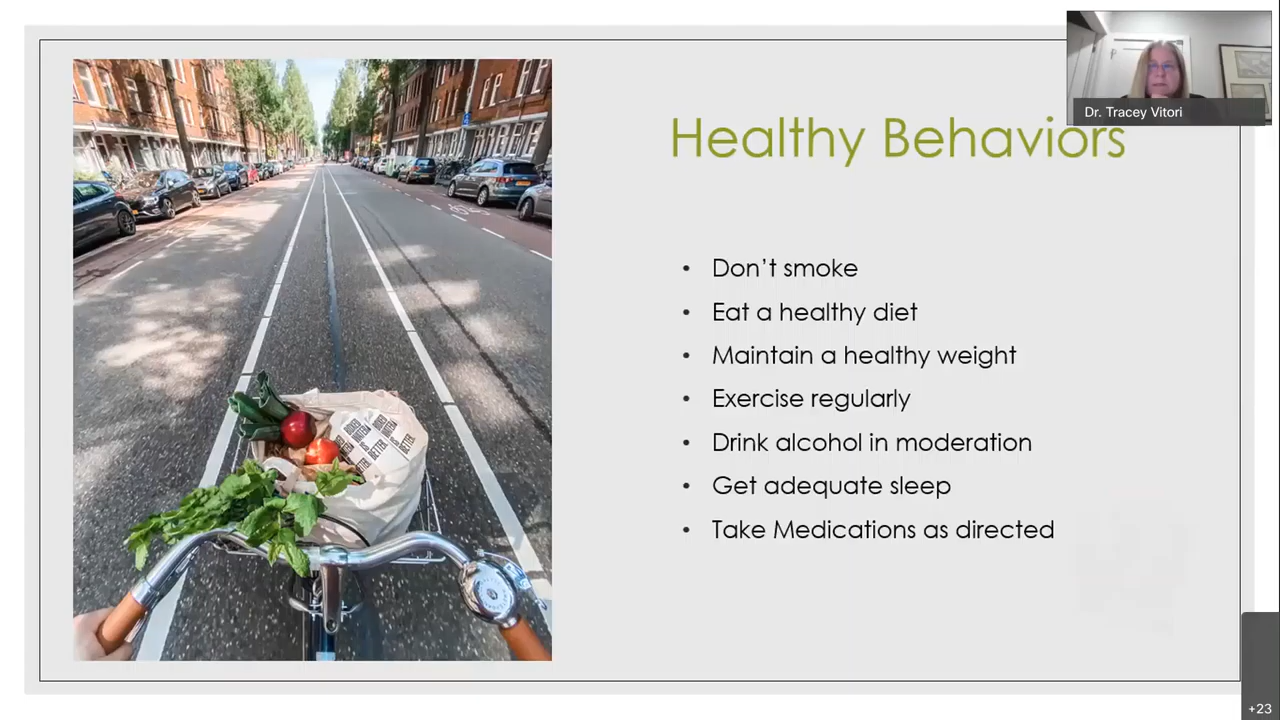 Dr. Tracey Vitori
Healthy Behaviors
• Don’t smoke
• Eat a healthy diet
• Maintain a healthy weight
• Exercise regularly
• Drink alcohol in moderation
• Get adequate sleep
• Take Medications as directed
+23